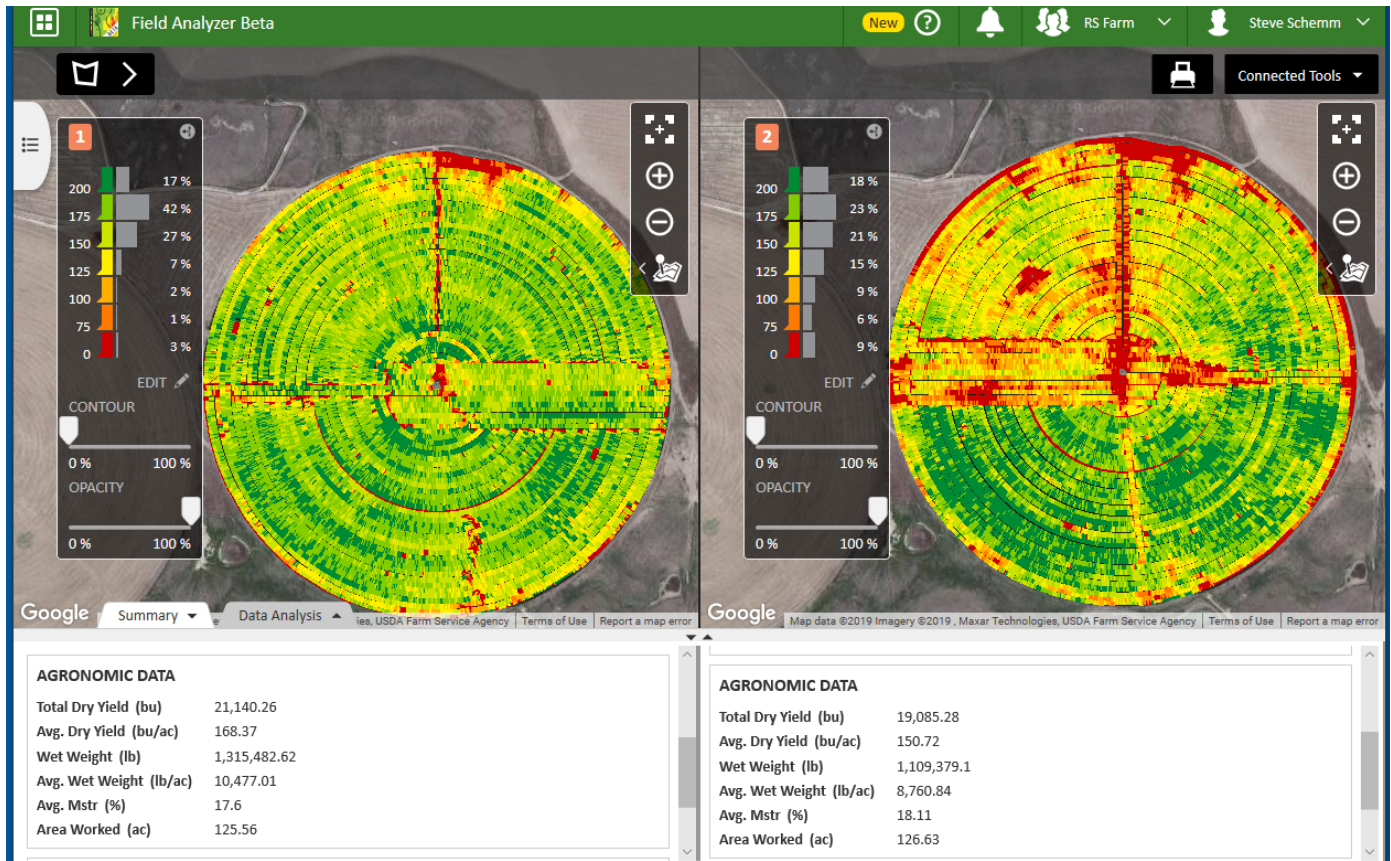 Field Analyzer Beta
New
?
RS Farm
Steve Schemm
Connected Tools
1
200 17 %
175 42 %
150 27 %
125 7 %
100 2 %
75 1 %
0 3 %
EDIT
CONTOUR
0 % 100 %
OPACITY
0 % 100 %
Google
Summary
Data Analysis
ies, USDA Farm Service Agency
Terms of Use
Report a map error
2
200 18 %
175 23 %
150 21 %
125 15 %
100 9 %
75 6 %
0 9 %
EDIT
CONTOUR
0 % 100 %
OPACITY
0 % 100 %
Google
Map data ©2019 Imagery ©2019 , Maxar Technologies, USDA Farm Service Agency
Terms of Use
Report a map error
AGRONOMIC DATA
Total Dry Yield (bu) 21,140.26
Avg. Dry Yield (bu/ac) 168.37
Wet Weight (lb) 1,315,482.62
Avg. Wet Weight (lb/ac) 10,477.01
Avg. Mstr (%) 17.6
Area Worked (ac) 125.56
AGRONOMIC DATA
Total Dry Yield (bu) 19,085.28
Avg. Dry Yield (bu/ac) 150.72
Wet Weight (lb) 1,109,379.1
Avg. Wet Weight (lb/ac) 8,760.84
Avg. Mstr (%) 18.11
Area Worked (ac) 126.63